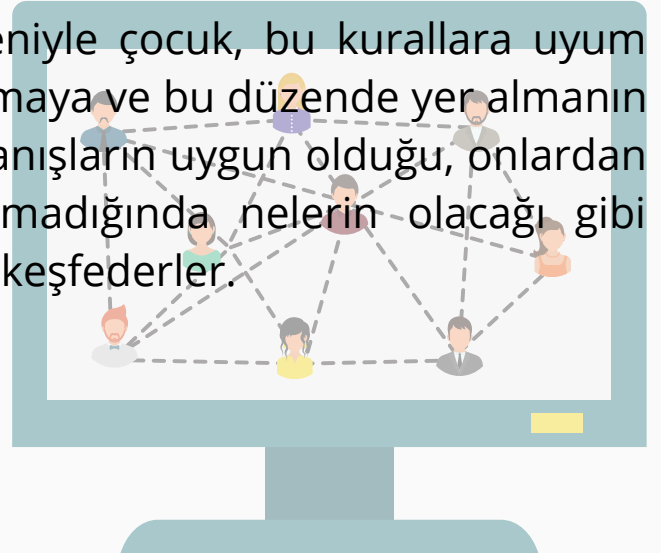 eniyle çocuk, bu kurallara uyum
maya ve bu düzende yer almanın
anışların uygun olduğu, onlardan
madığında nelerin olacağı gibi
keşfederler.